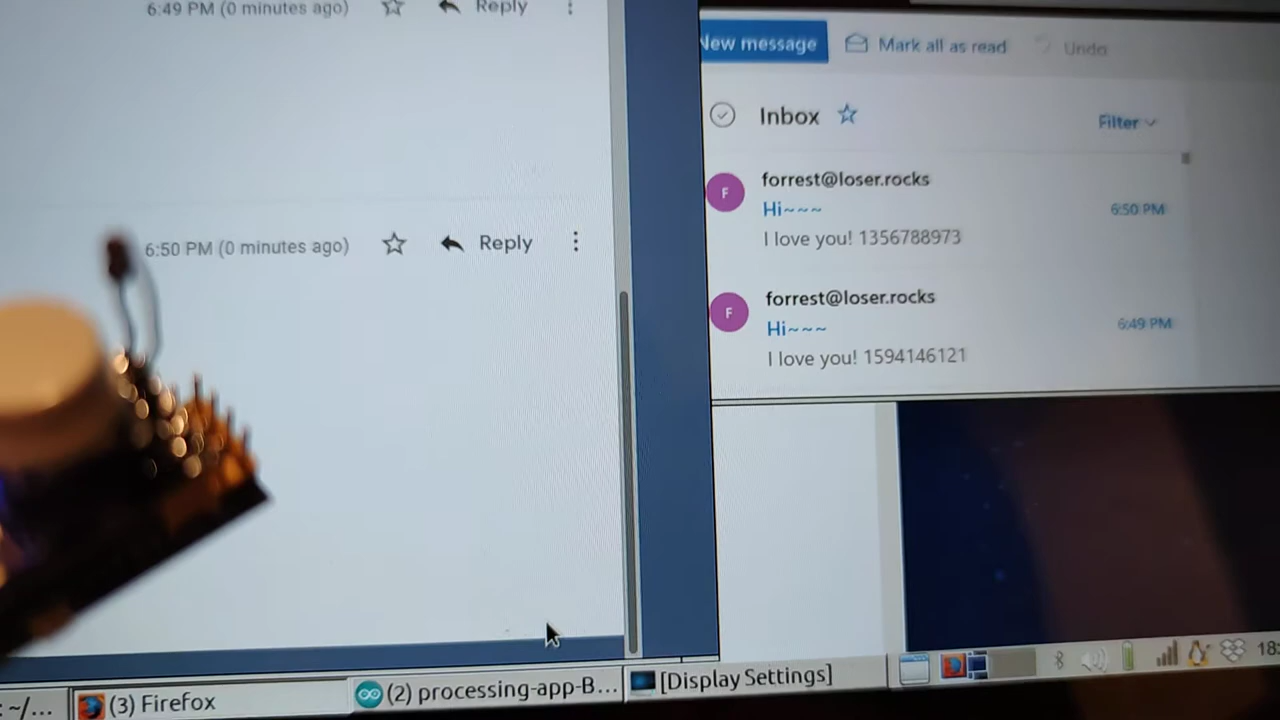 6:49 PM (0 minutes ago)
Reply
6:50 PM (0 minutes ago)
Reply
New message
Mark all as read
Undo
Inbox
Filter
F
forrest@loser.rocks
Hi~~~
6:50 PM
I love you! 1356788973
F
forrest@loser.rocks
Hi~~~
6:49 PM
I love you! 1594146121
: ~/...
(3) Firefox
(2) processing-app-B...
[Display Settings]
18: